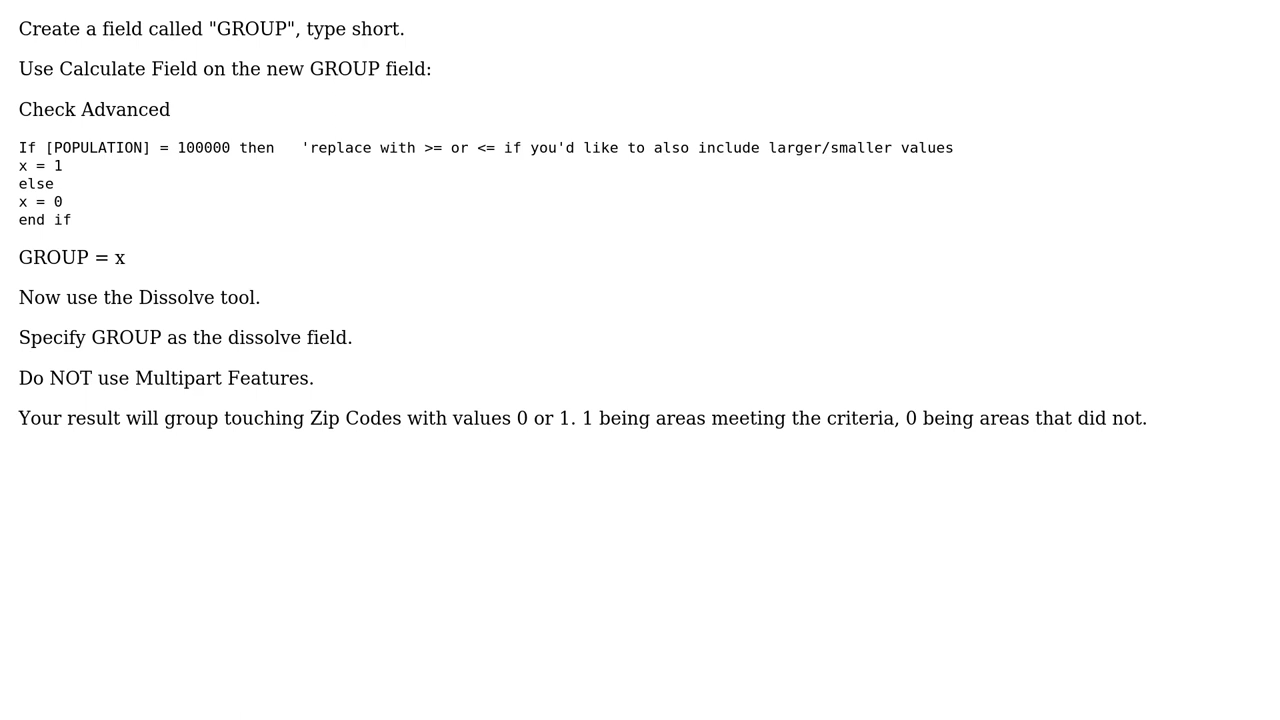 Create a field called "GROUP", type short.
Use Calculate Field on the new GROUP field:
Check Advanced
If [POPULATION] = 100000 then   'replace with >= or <= if you'd like to also include larger/smaller values
x = 1
else
x = 0
end if
GROUP = x
Now use the Dissolve tool.
Specify GROUP as the dissolve field.
Do NOT use Multipart Features.
Your result will group touching Zip Codes with values 0 or 1. 1 being areas meeting the criteria, 0 being areas that did not.